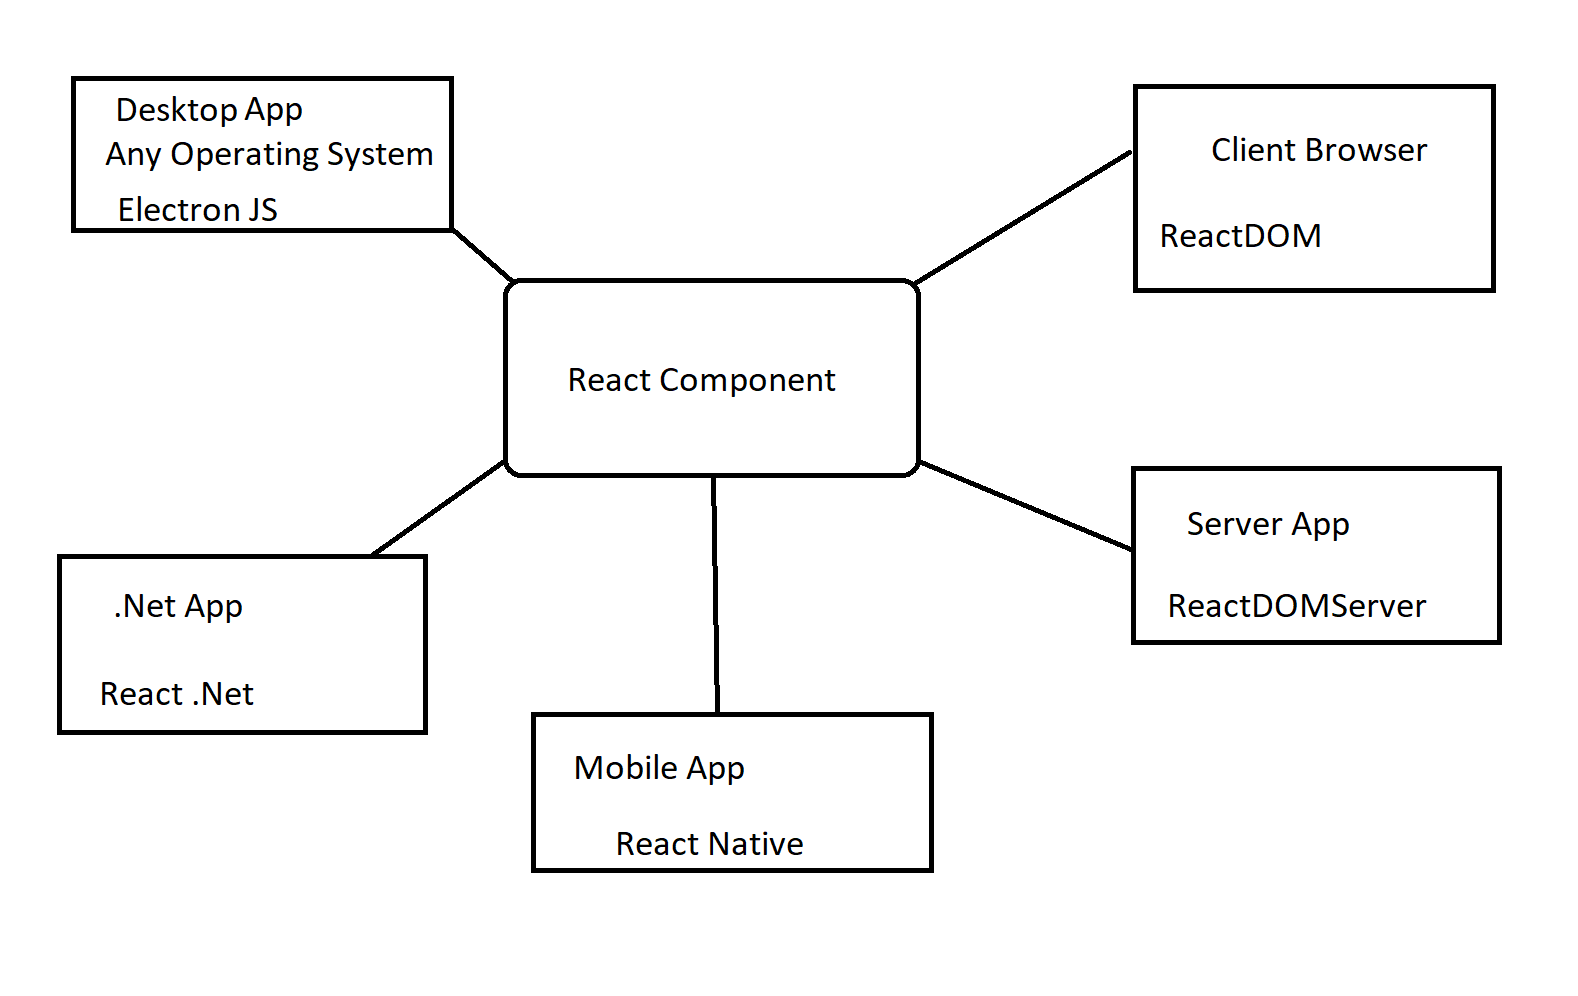 Desktop App
Any Operating System
Electron JS
Client Browser
ReactDOM
React Component
Server App
ReactDOMServer
.Net App
React .Net
Mobile App
React Native